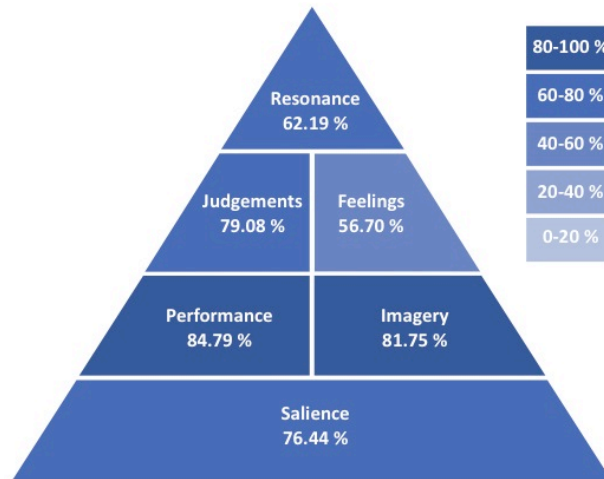 Resonance
62.19 %
Judgements
79.08 %
Feelings
56.70 %
Performance
84.79 %
Imagery
81.75 %
Salience
76.44 %
80-100 %
60-80 %
40-60 %
20-40 %
0-20 %